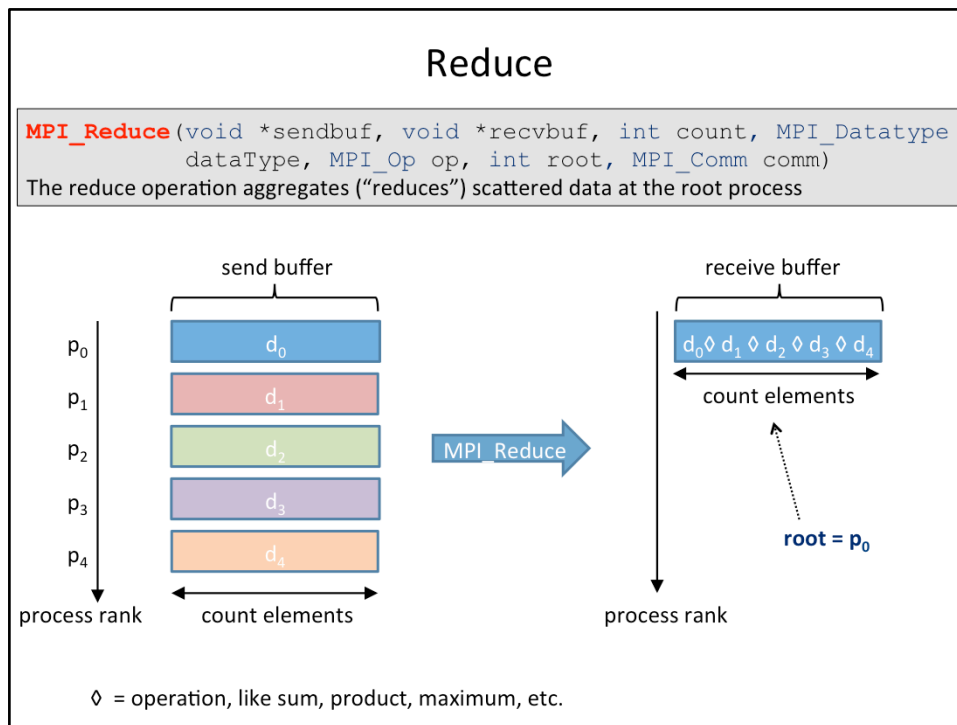 Reduce
MPI_Reduce(void *sendbuf, void *recvbuf, int count, MPI_Datatype
dataType, MPI_Op op, int root, MPI_Comm comm)
The reduce operation aggregates (“reduces”) scattered data at the root process
send buffer
p₀ d₀
p₁ d₁
p₂ d₂
p₃ d₃
p₄ d₄
process rank
count elements
MPI_Reduce
receive buffer
d₀◊ d₁ ◊ d₂ ◊ d₃ ◊ d₄
count elements
root = p₀
process rank
◊ = operation, like sum, product, maximum, etc.